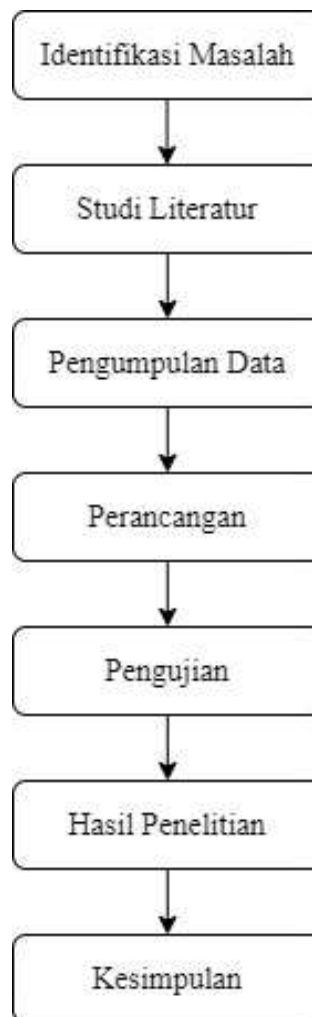 Identifikasi Masalah
Studi Literatur
Pengumpulan Data
Perancangan
Pengujian
Hasil Penelitian
Kesimpulan